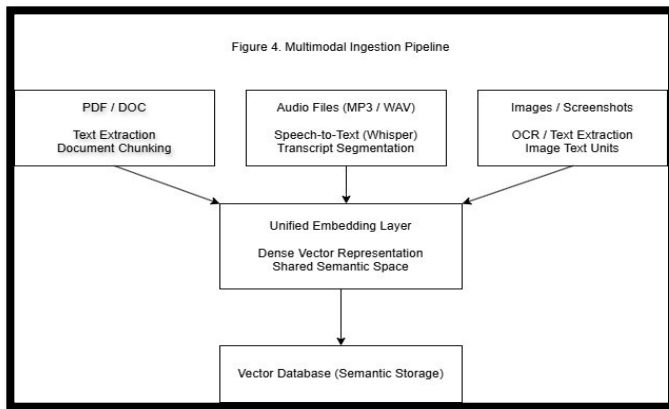 Figure 4. Multimodal Ingestion Pipeline
PDF / DOC
Text Extraction
Document Chunking
Audio Files (MP3 / WAV)
Speech-to-Text (Whisper)
Transcript Segmentation
Images / Screenshots
OCR / Text Extraction
Image Text Units
Unified Embedding Layer
Dense Vector Representation
Shared Semantic Space
Vector Database (Semantic Storage)